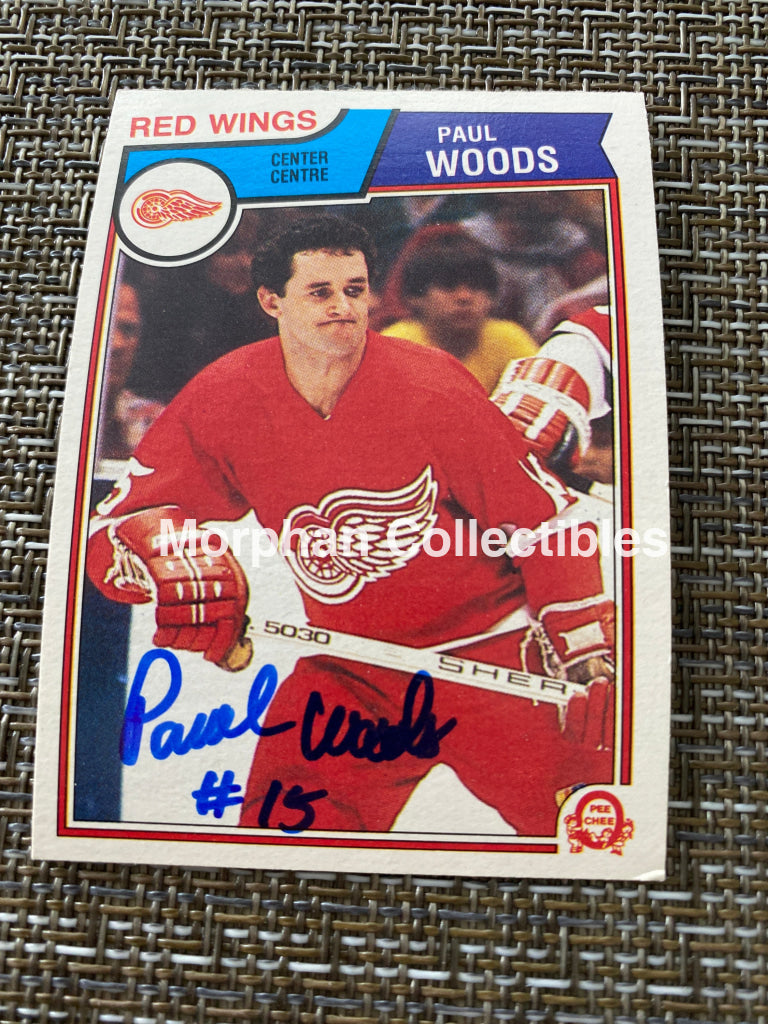 RED WINGS
PAUL
WOODS
CENTER
CENTRE
Morphan Collectibles
5030 SHER
Paul Woods
#15
O
PEE
CHEE